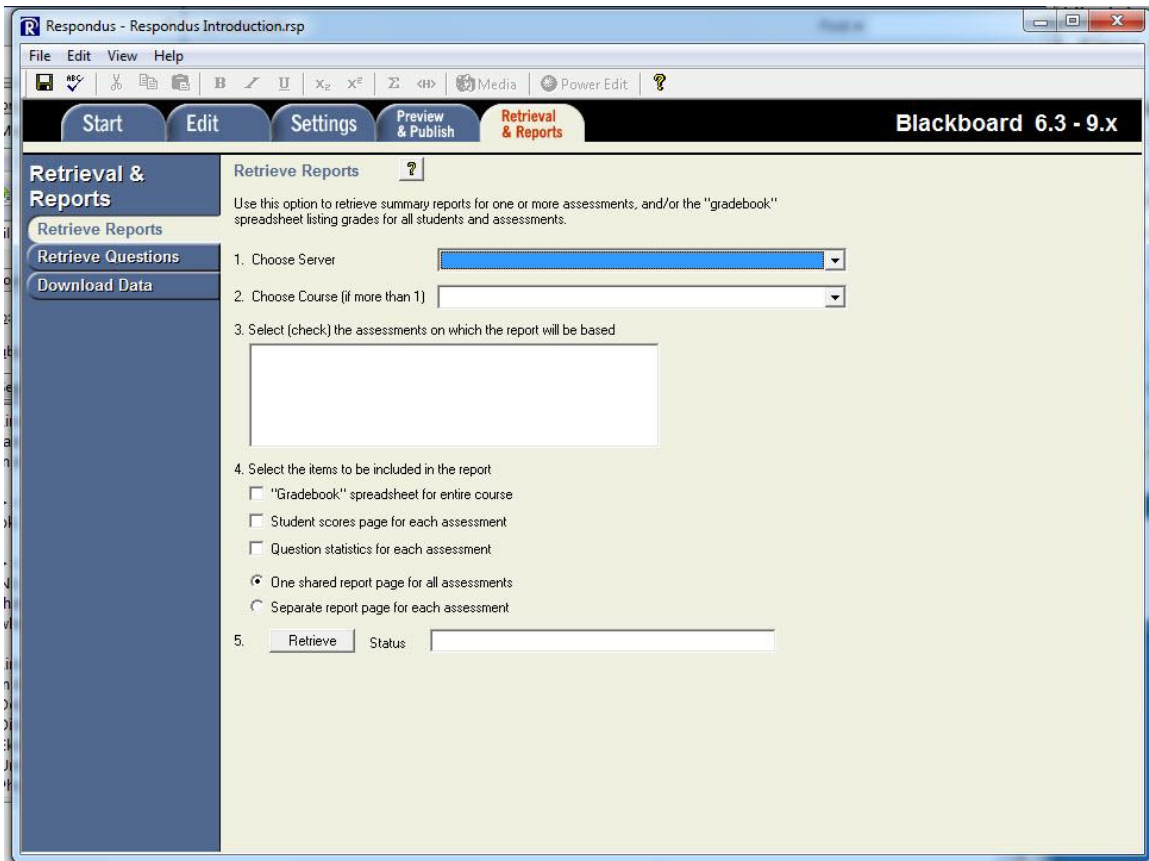 Respondus - Respondus Introduction.rsp
File Edit View Help
ABC B I U X₂ X² Σ <H> Media Power Edit ?
Start Edit Settings Preview & Publish Retrieval & Reports Blackboard 6.3 - 9.x
Retrieval &
Reports
Retrieve Reports
Retrieve Questions
Download Data
Retrieve Reports ?
Use this option to retrieve summary reports for one or more assessments, and/or the "gradebook"
spreadsheet listing grades for all students and assessments.
1. Choose Server
2. Choose Course (if more than 1)
3. Select (check) the assessments on which the report will be based
4. Select the items to be included in the report
"Gradebook" spreadsheet for entire course
Student scores page for each assessment
Question statistics for each assessment
One shared report page for all assessments
Separate report page for each assessment
5. Retrieve Status